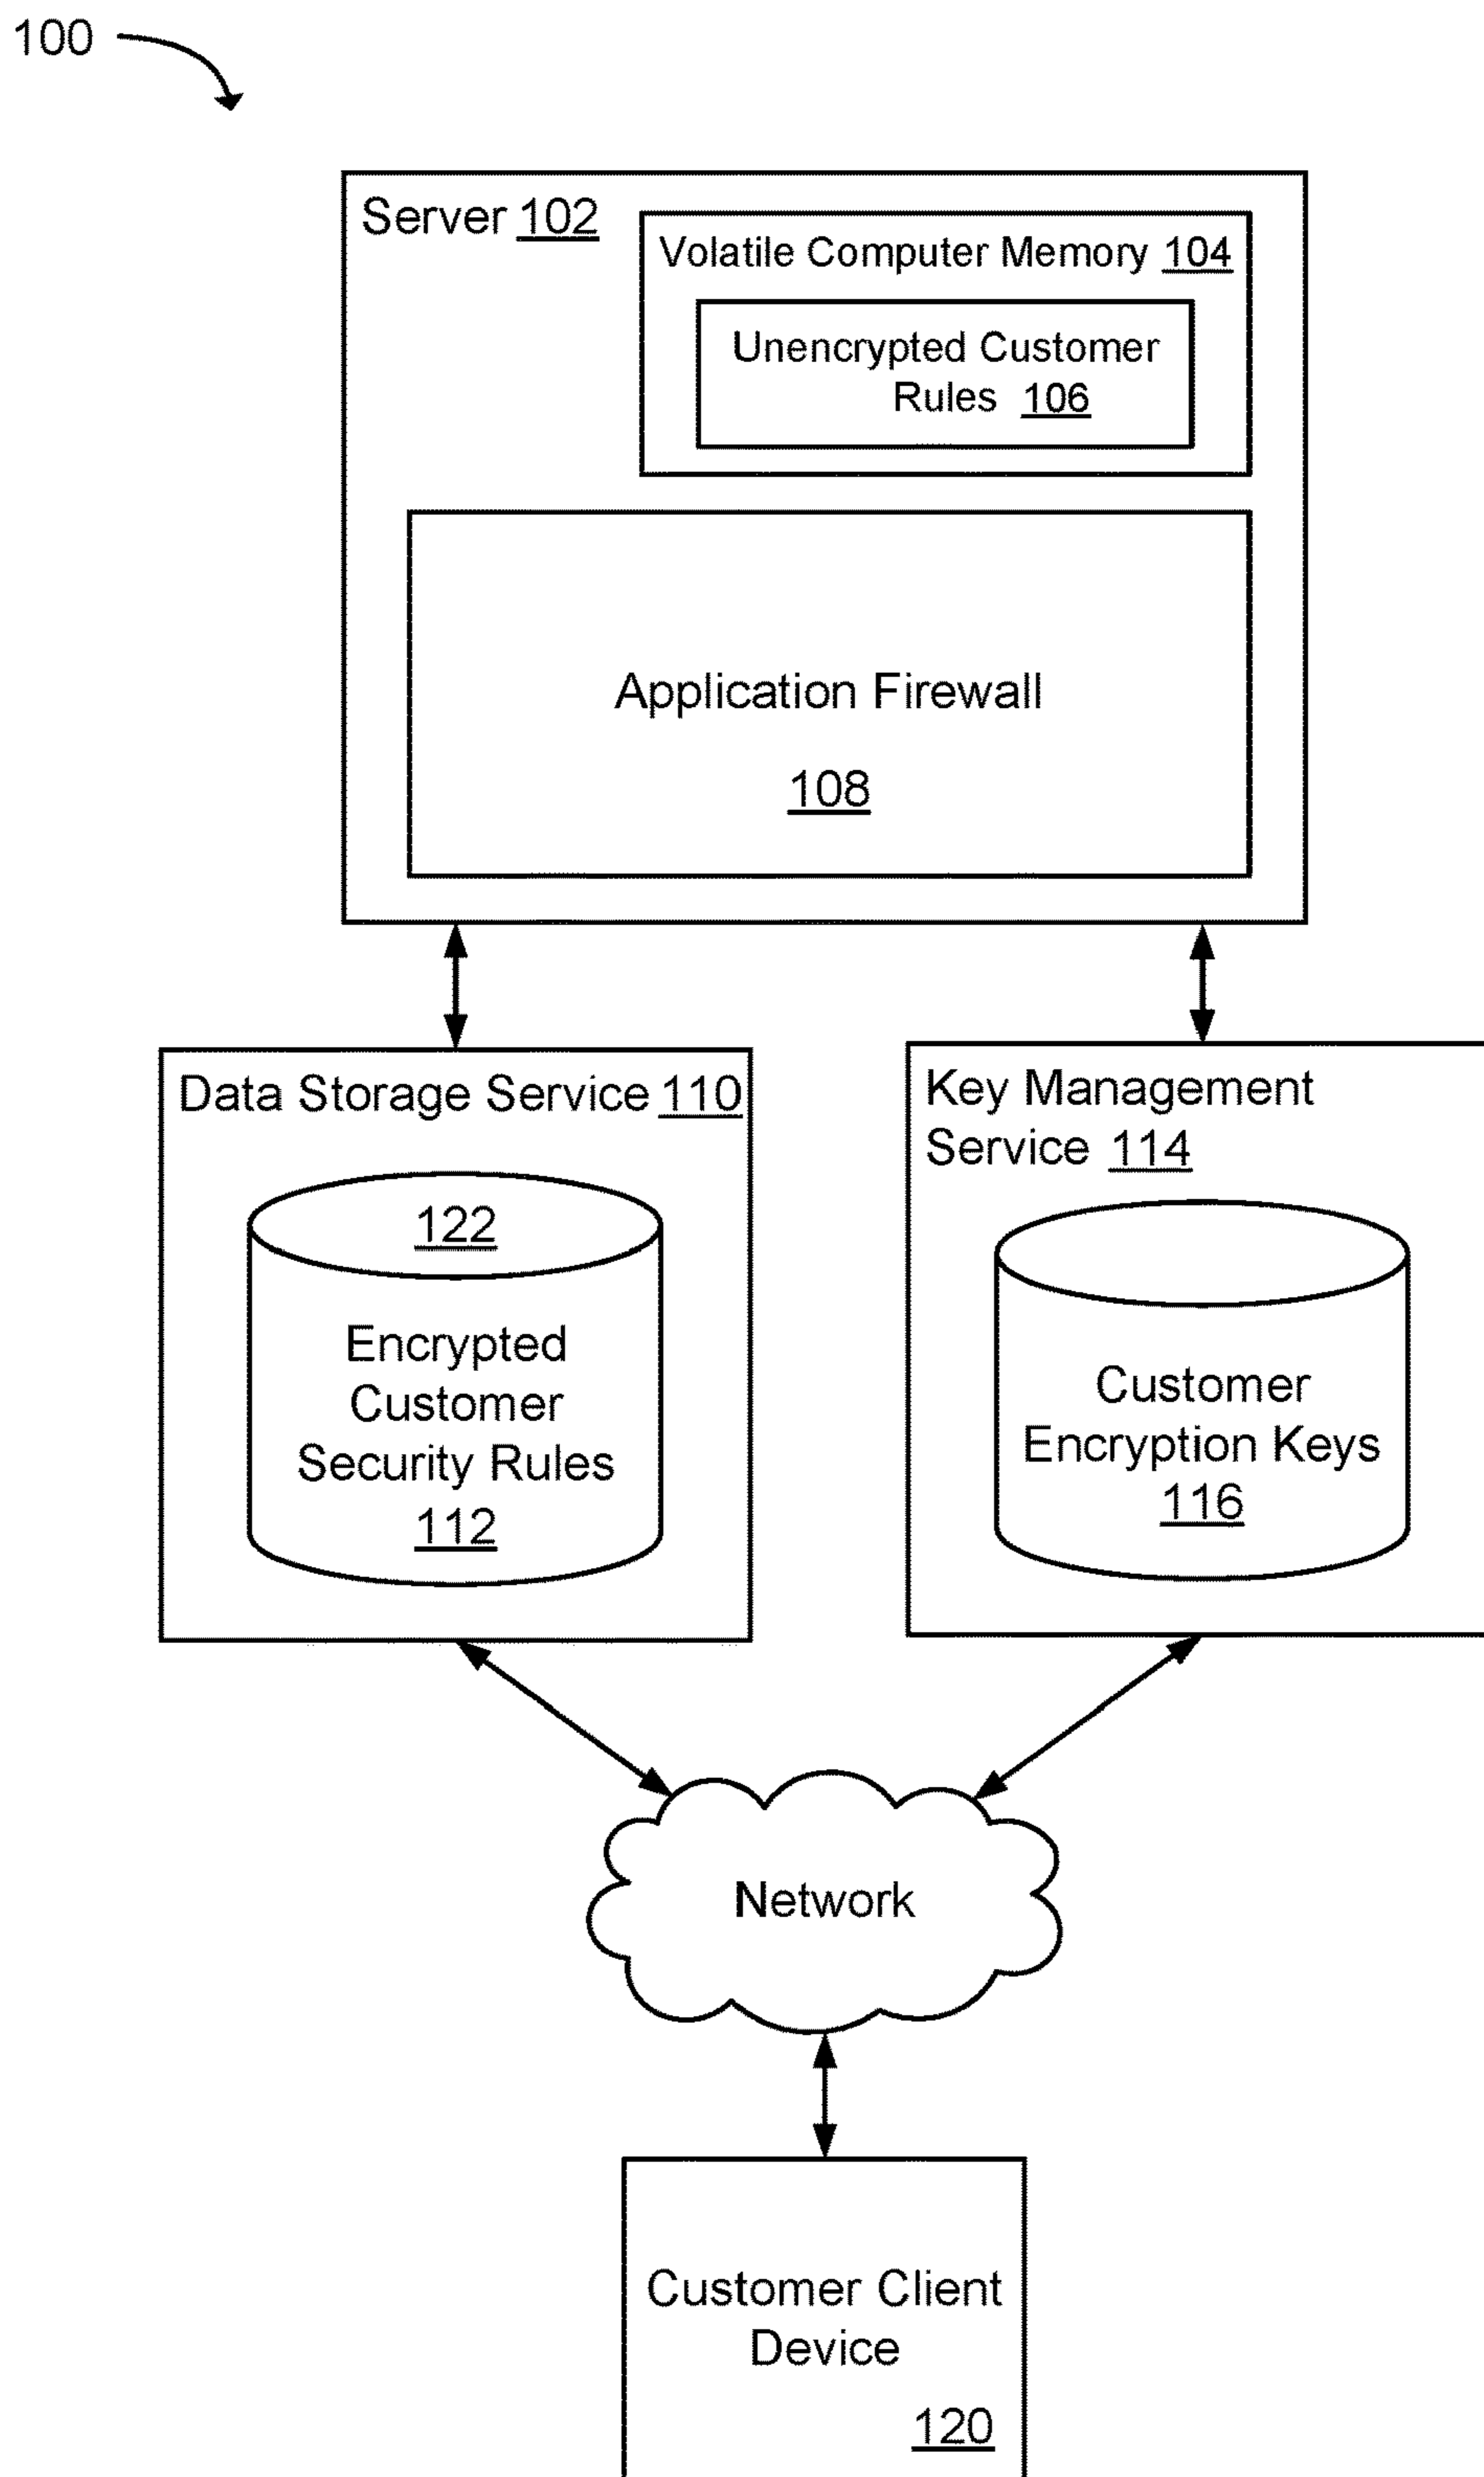 100
Server 102
Volatile Computer Memory 104
Unencrypted Customer
Rules 106
Application Firewall
108
Data Storage Service 110
122
Encrypted
Customer
Security Rules
112
Key Management
Service 114
Customer
Encryption Keys
116
Network
Customer Client
Device
120